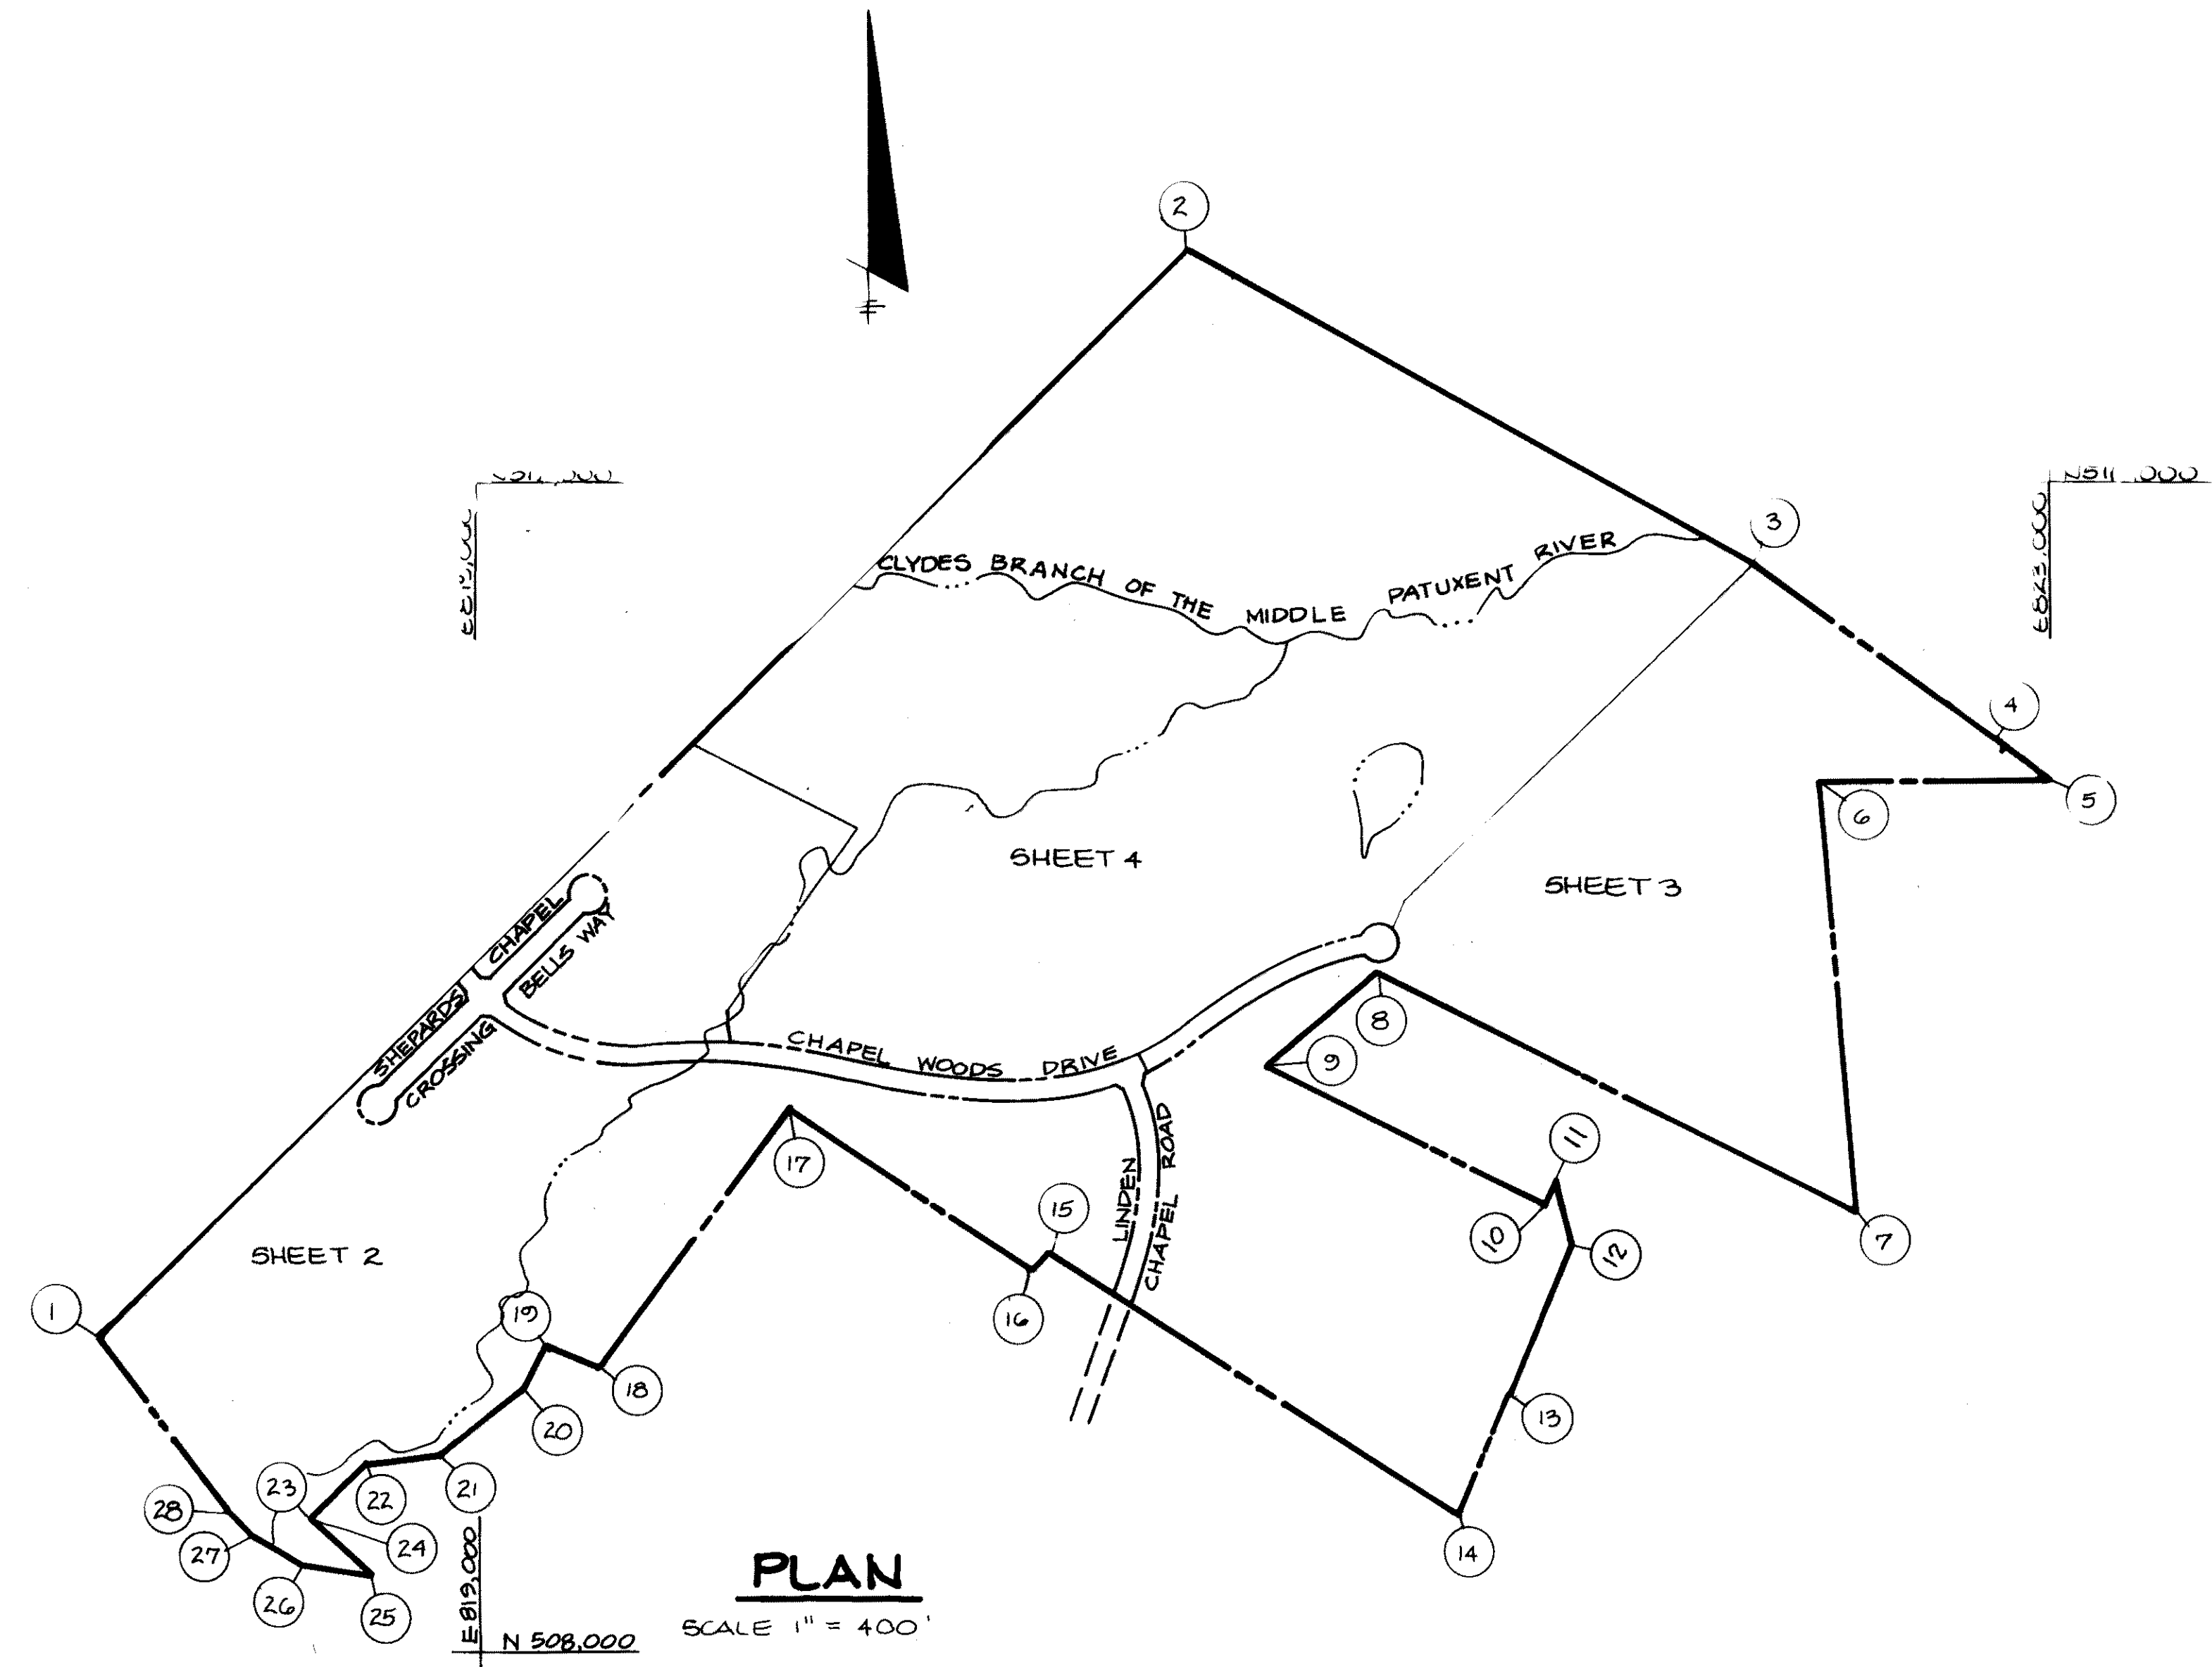 2
N511,000
E823,000
3
CLYDES BRANCH OF THE MIDDLE PATUXENT RIVER
4
5
6
SHEET 4
SHEET 3
CHAPEL
BELLS WAY
SHEPARDS
CROSSING
8
9
CHAPEL WOODS DRIVE
LINDEN
CHAPEL ROAD
17
11
15
10
12
7
SHEET 2
1
19
16
18
20
13
23
22
21
28
24
27
14
26
25
E 819,000
N 508,000
PLAN
SCALE 1" = 400'